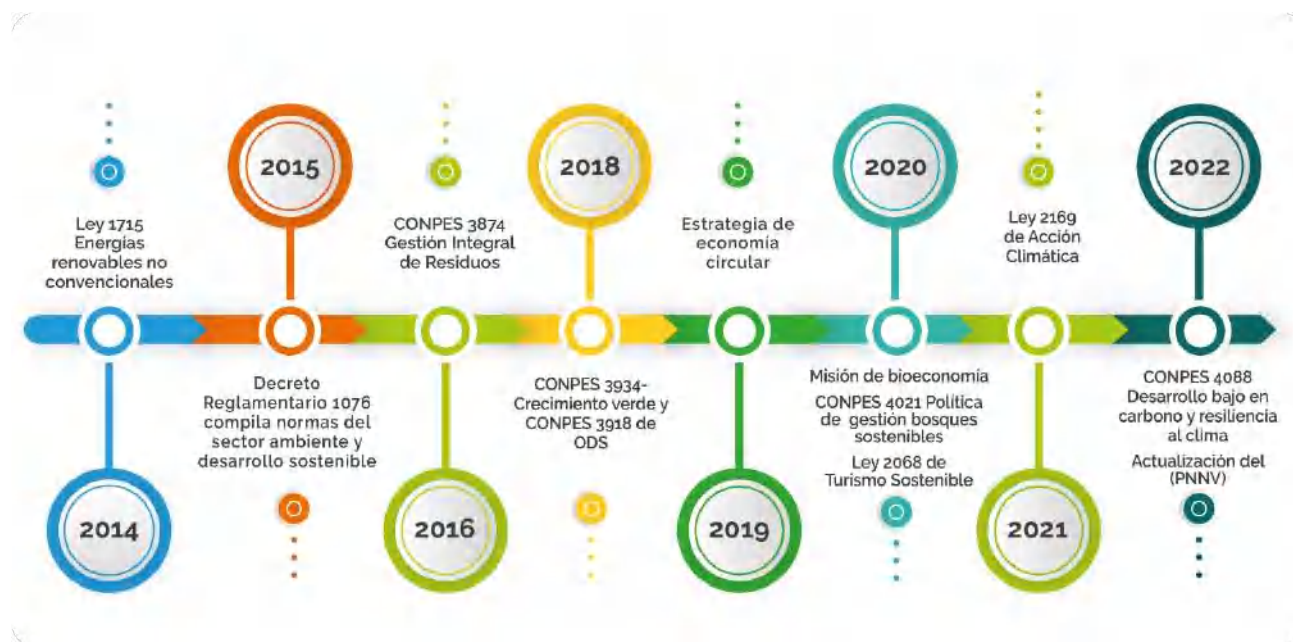 2014
Ley 1715
Energías
renovables no
convencionales
2015
Decreto
Reglamentario 1076
compila normas del
sector ambiente y
desarrollo sostenible
2016
CONPES 3874
Gestión Integral
de Residuos
2018
CONPES 3934-
Crecimiento verde y
CONPES 3918 de
ODS
2019
Estrategia de
economía
circular
2020
Misión de bioeconomía
CONPES 4021 Política
de gestión bosques
sostenibles
Ley 2068 de
Turismo Sostenible
2021
Ley 2169
de Acción
Climática
2022
CONPES 4088
Desarrollo bajo en
carbono y resiliencia
al clima
Actualización del
(PNNV)